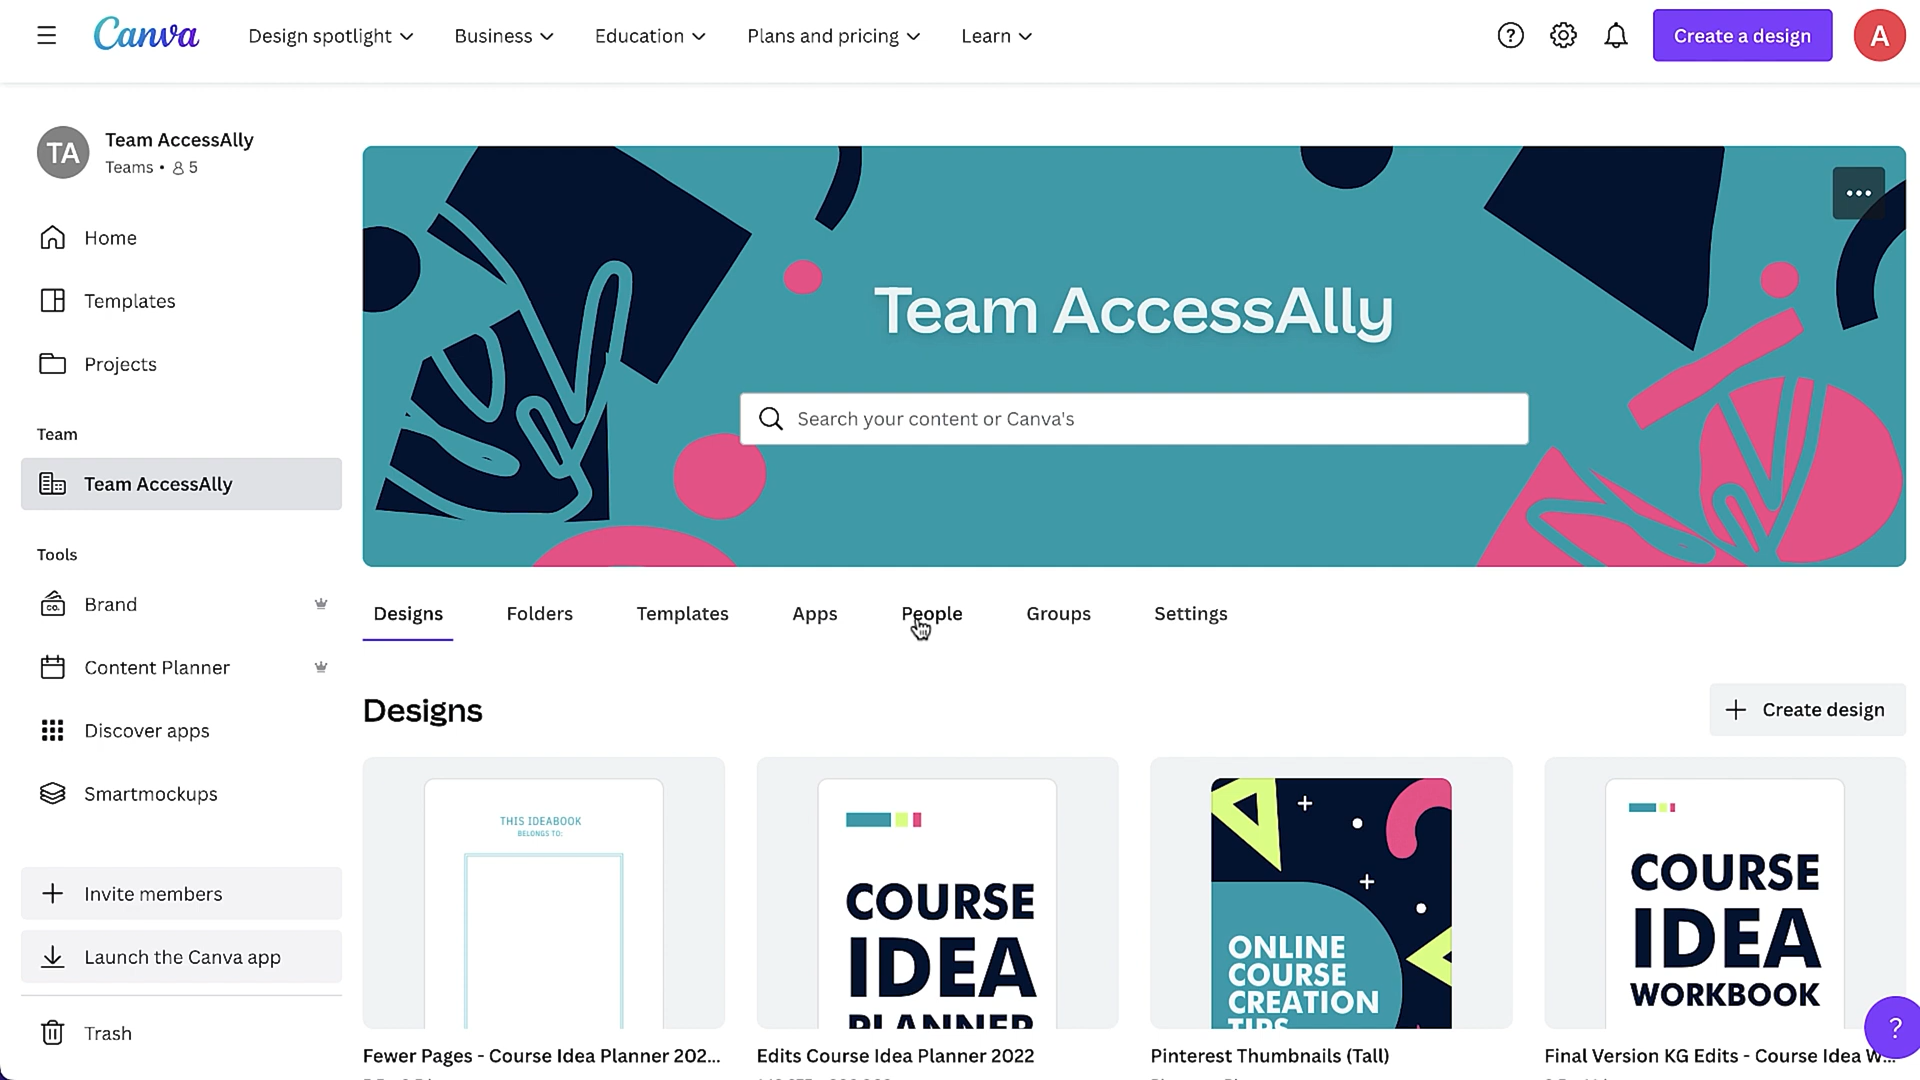 Canva
Design spotlight
Business
Education
Plans and pricing
Learn
?
Create a design
A
TA
Team AccessAlly
Teams • 5
Home
Templates
Projects
Team
Team AccessAlly
Tools
Brand
CO.
Content Planner
Discover apps
Smartmockups
Invite members
Launch the Canva app
Trash
Team AccessAlly
Search your content or Canva's
Designs
Folders
Templates
Apps
People
Groups
Settings
Designs
Create design
THIS IDEABOOK
BELONGS TO:
COURSE
IDEA
PLANNER
ONLINE
COURSE
CREATION
TIPS
COURSE
IDEA
WORKBOOK
?
Fewer Pages - Course Idea Planner 202...
Edits Course Idea Planner 2022
Pinterest Thumbnails (Tall)
Final Version KG Edits - Course Idea W...